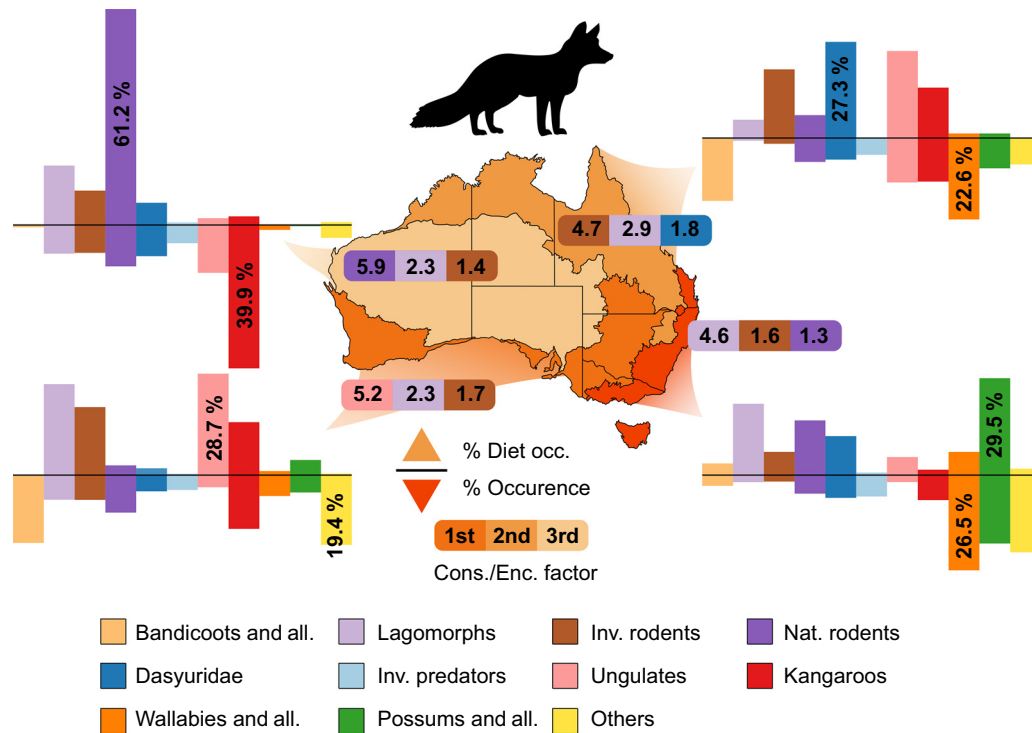 61.2 %
27.3 %
22.6 %
4.7 2.9 1.8
5.9 2.3 1.4
39.9 %
4.6 1.6 1.3
5.2 2.3 1.7
28.7 %
29.5 %
% Diet occ.
% Occurence
19.4 %
26.5 %
1st 2nd 3rd
Cons./Enc. factor
Bandicoots and all. Lagomorphs Inv. rodents Nat. rodents
Dasyuridae Inv. predators Ungulates Kangaroos
Wallabies and all. Possums and all. Others